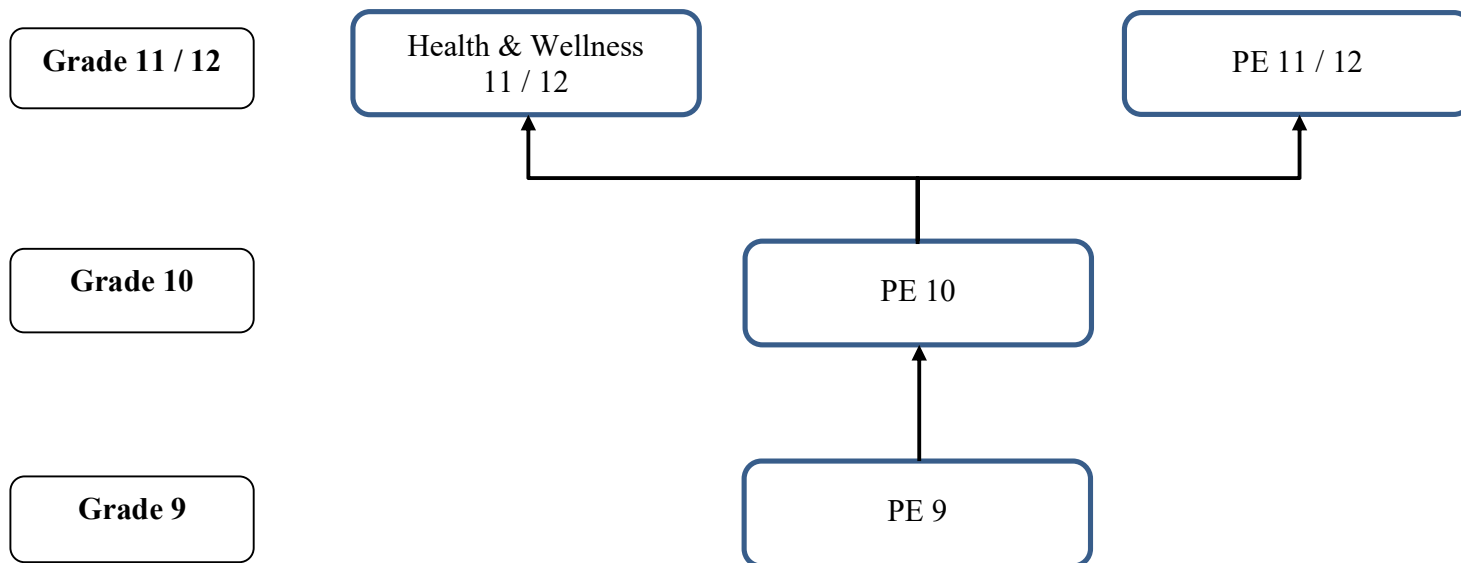 Grade 11 / 12
Health & Wellness
11 / 12
PE 11 / 12
Grade 10
PE 10
Grade 9
PE 9